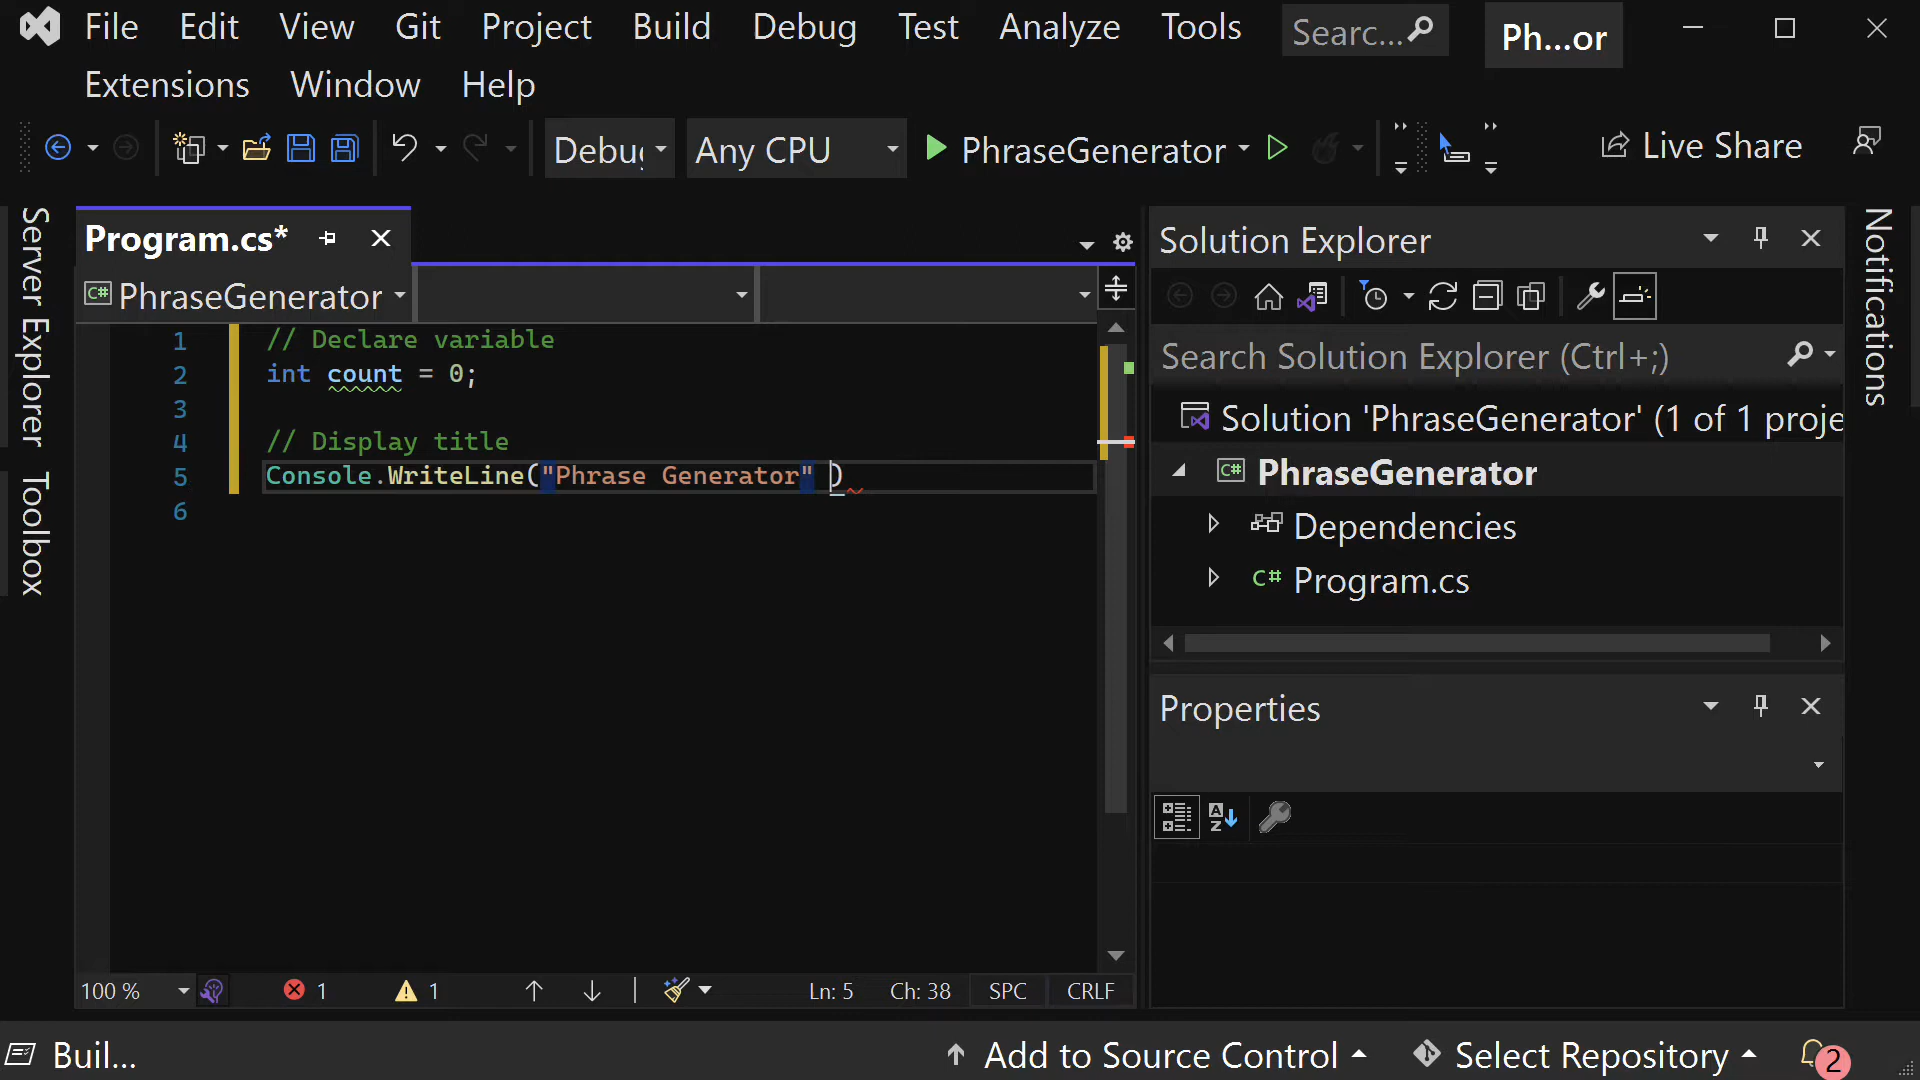 File Edit View Git Project Build Debug Test Analyze Tools Searc... Ph...or
Extensions Window Help
Debu Any CPU PhraseGenerator Live Share
Server Explorer
Toolbox
Program.cs*
PhraseGenerator
1 // Declare variable
2 int count = 0;
3
4 // Display title
5 Console.WriteLine("Phrase Generator" )
6
100 % 1 1 Ln: 5 Ch: 38 SPC CRLF
Solution Explorer
Search Solution Explorer (Ctrl+;)
Solution 'PhraseGenerator' (1 of 1 proje
C# PhraseGenerator
Dependencies
C# Program.cs
Properties
Notifications
Buil... Add to Source Control Select Repository 2